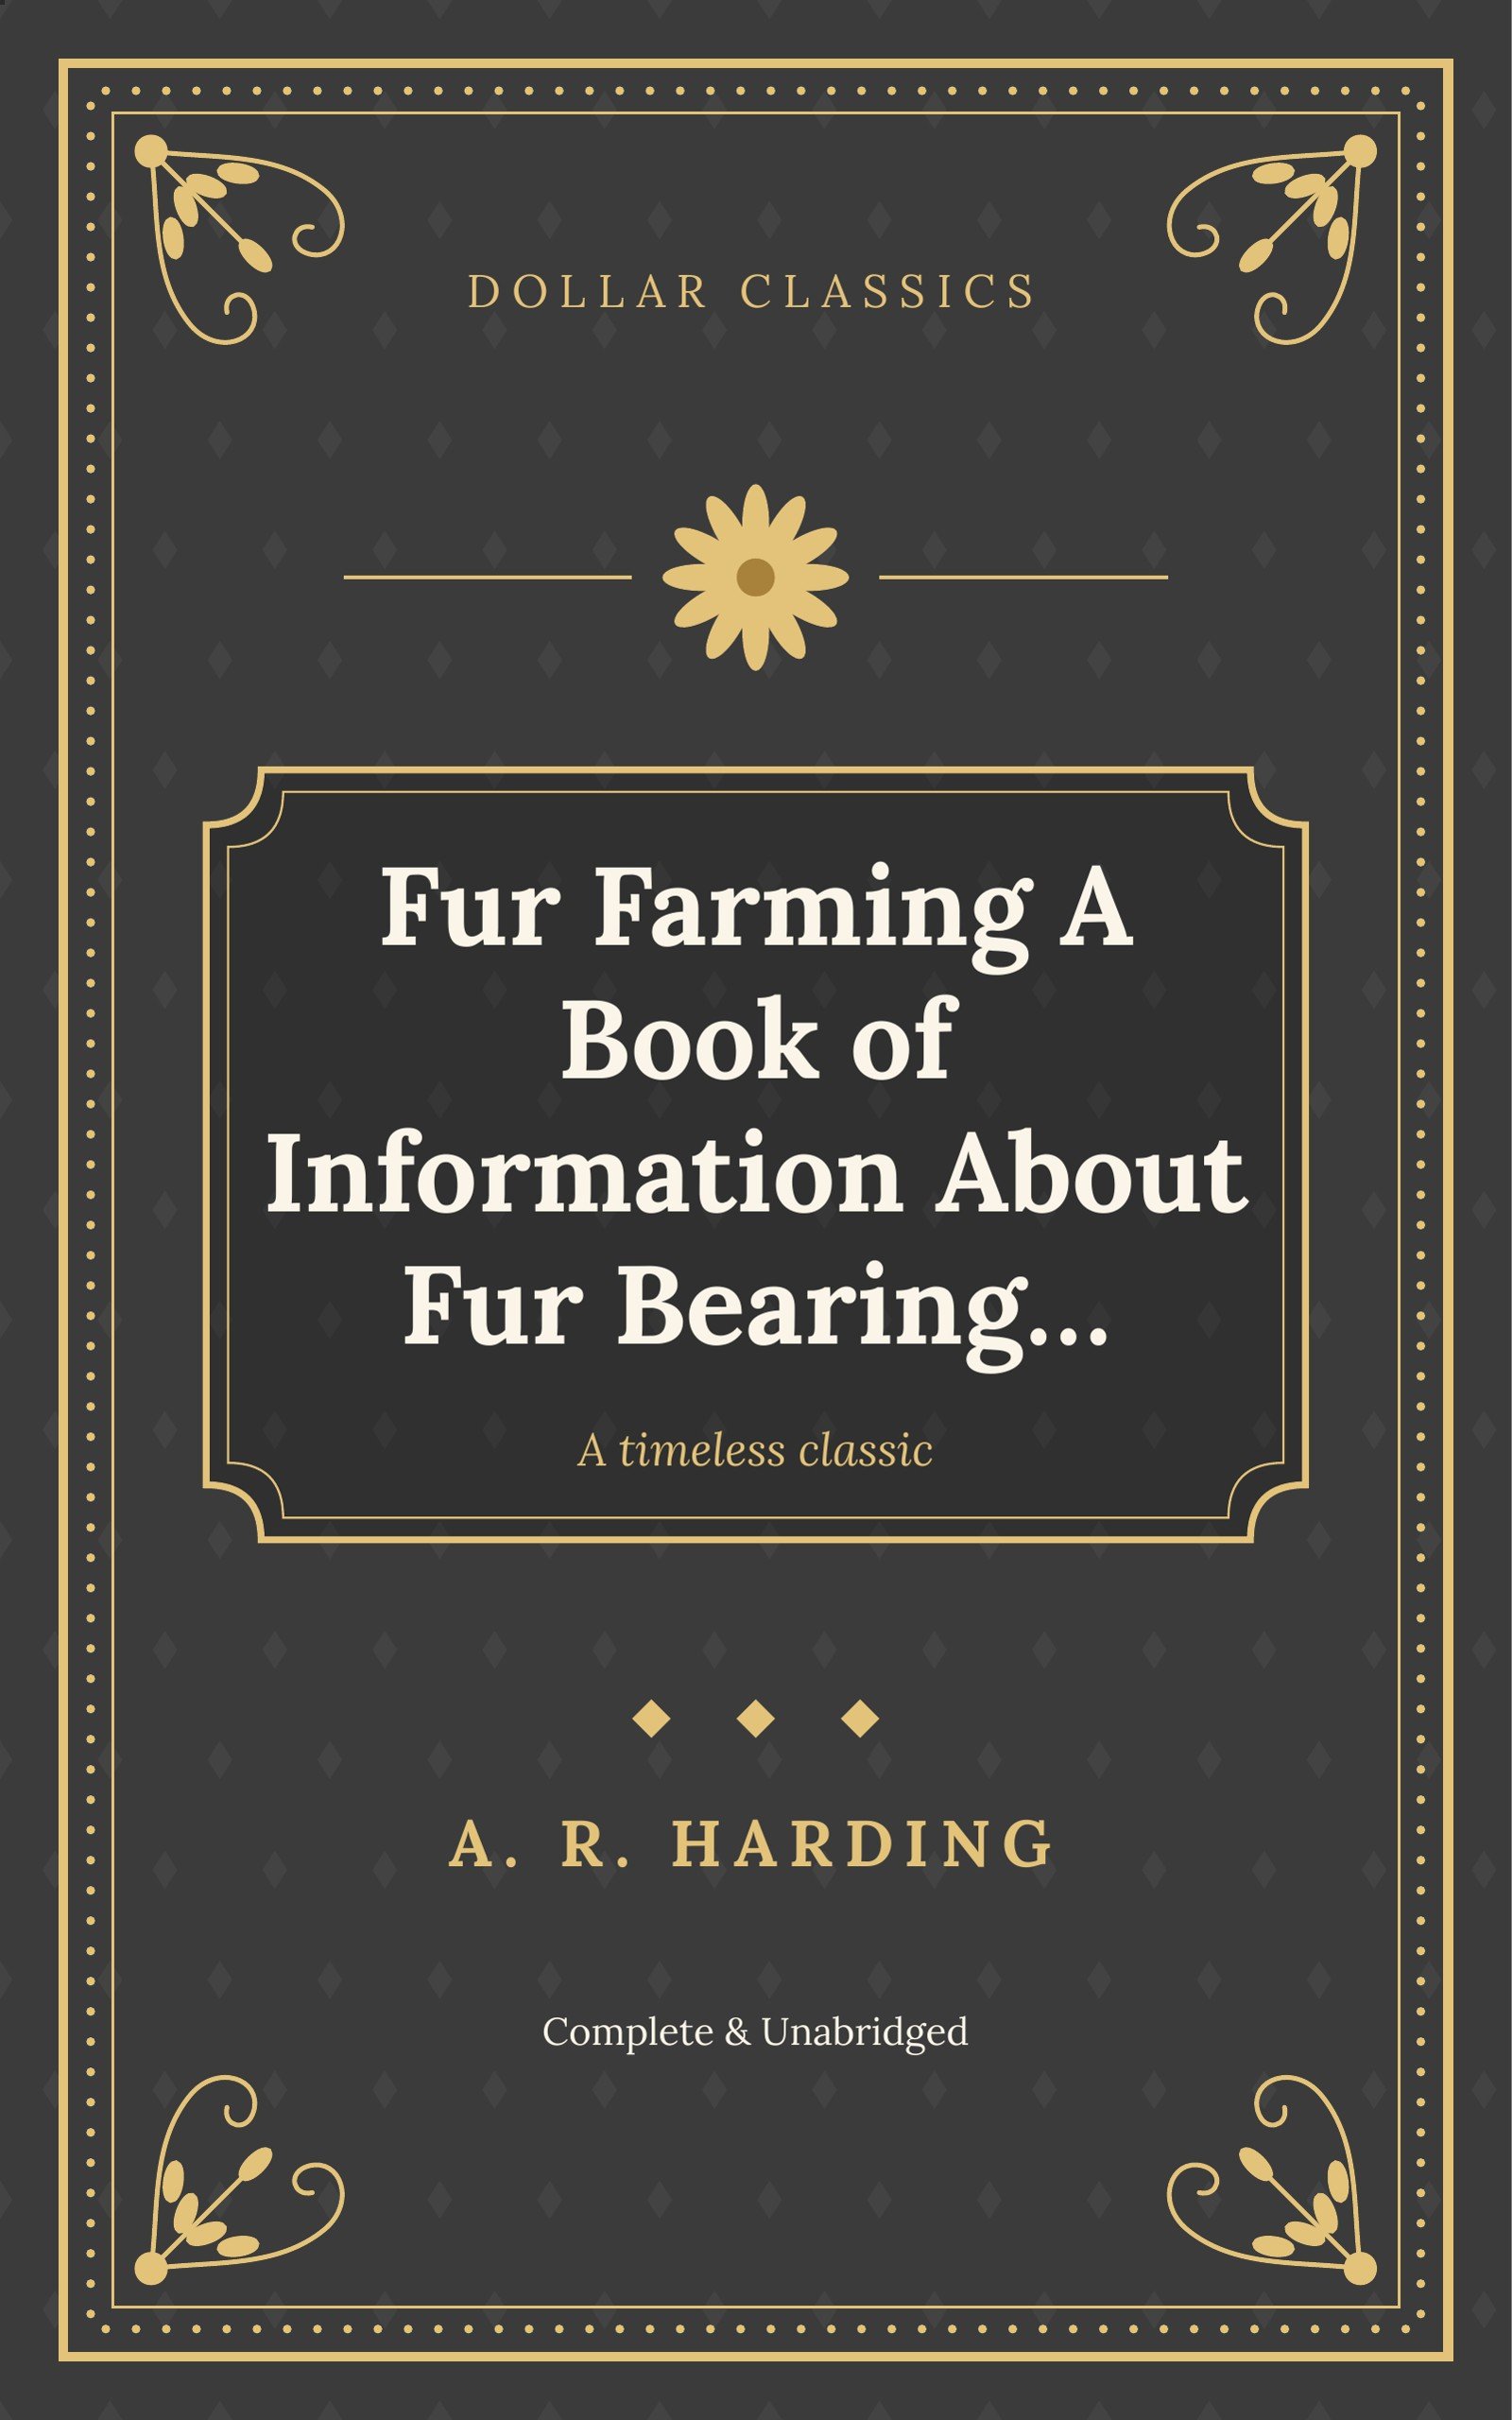 DOLLAR CLASSICS
Fur Farming A
Book of
Information About
Fur Bearing...
A timeless classic
A. R. HARDING
Complete & Unabridged